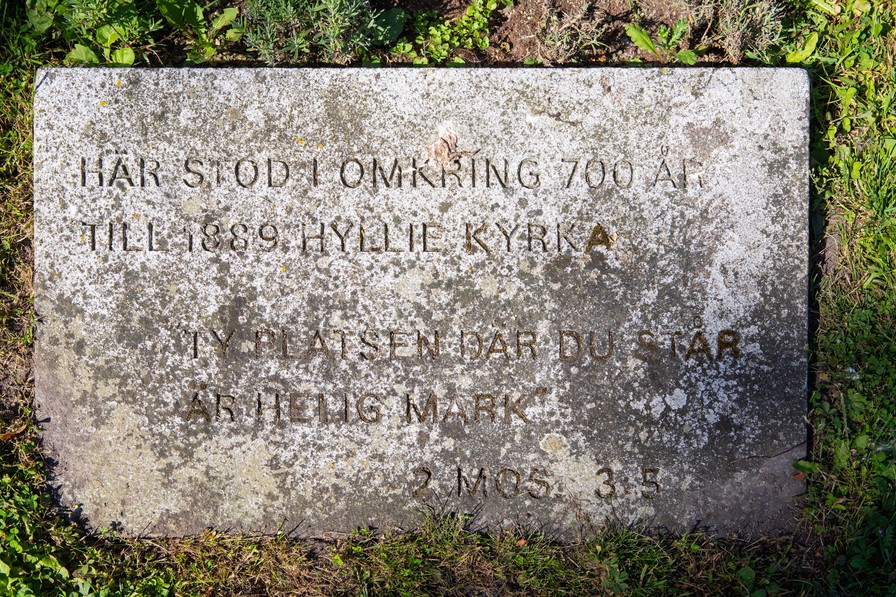 HÄR STOD I OMKRING 700 ÅR
TILL 1889 HYLLIE KYRKA
"TY PLATSEN DÄR DU STÅR
ÄR HELIG MARK"
2 MOS. 3:5